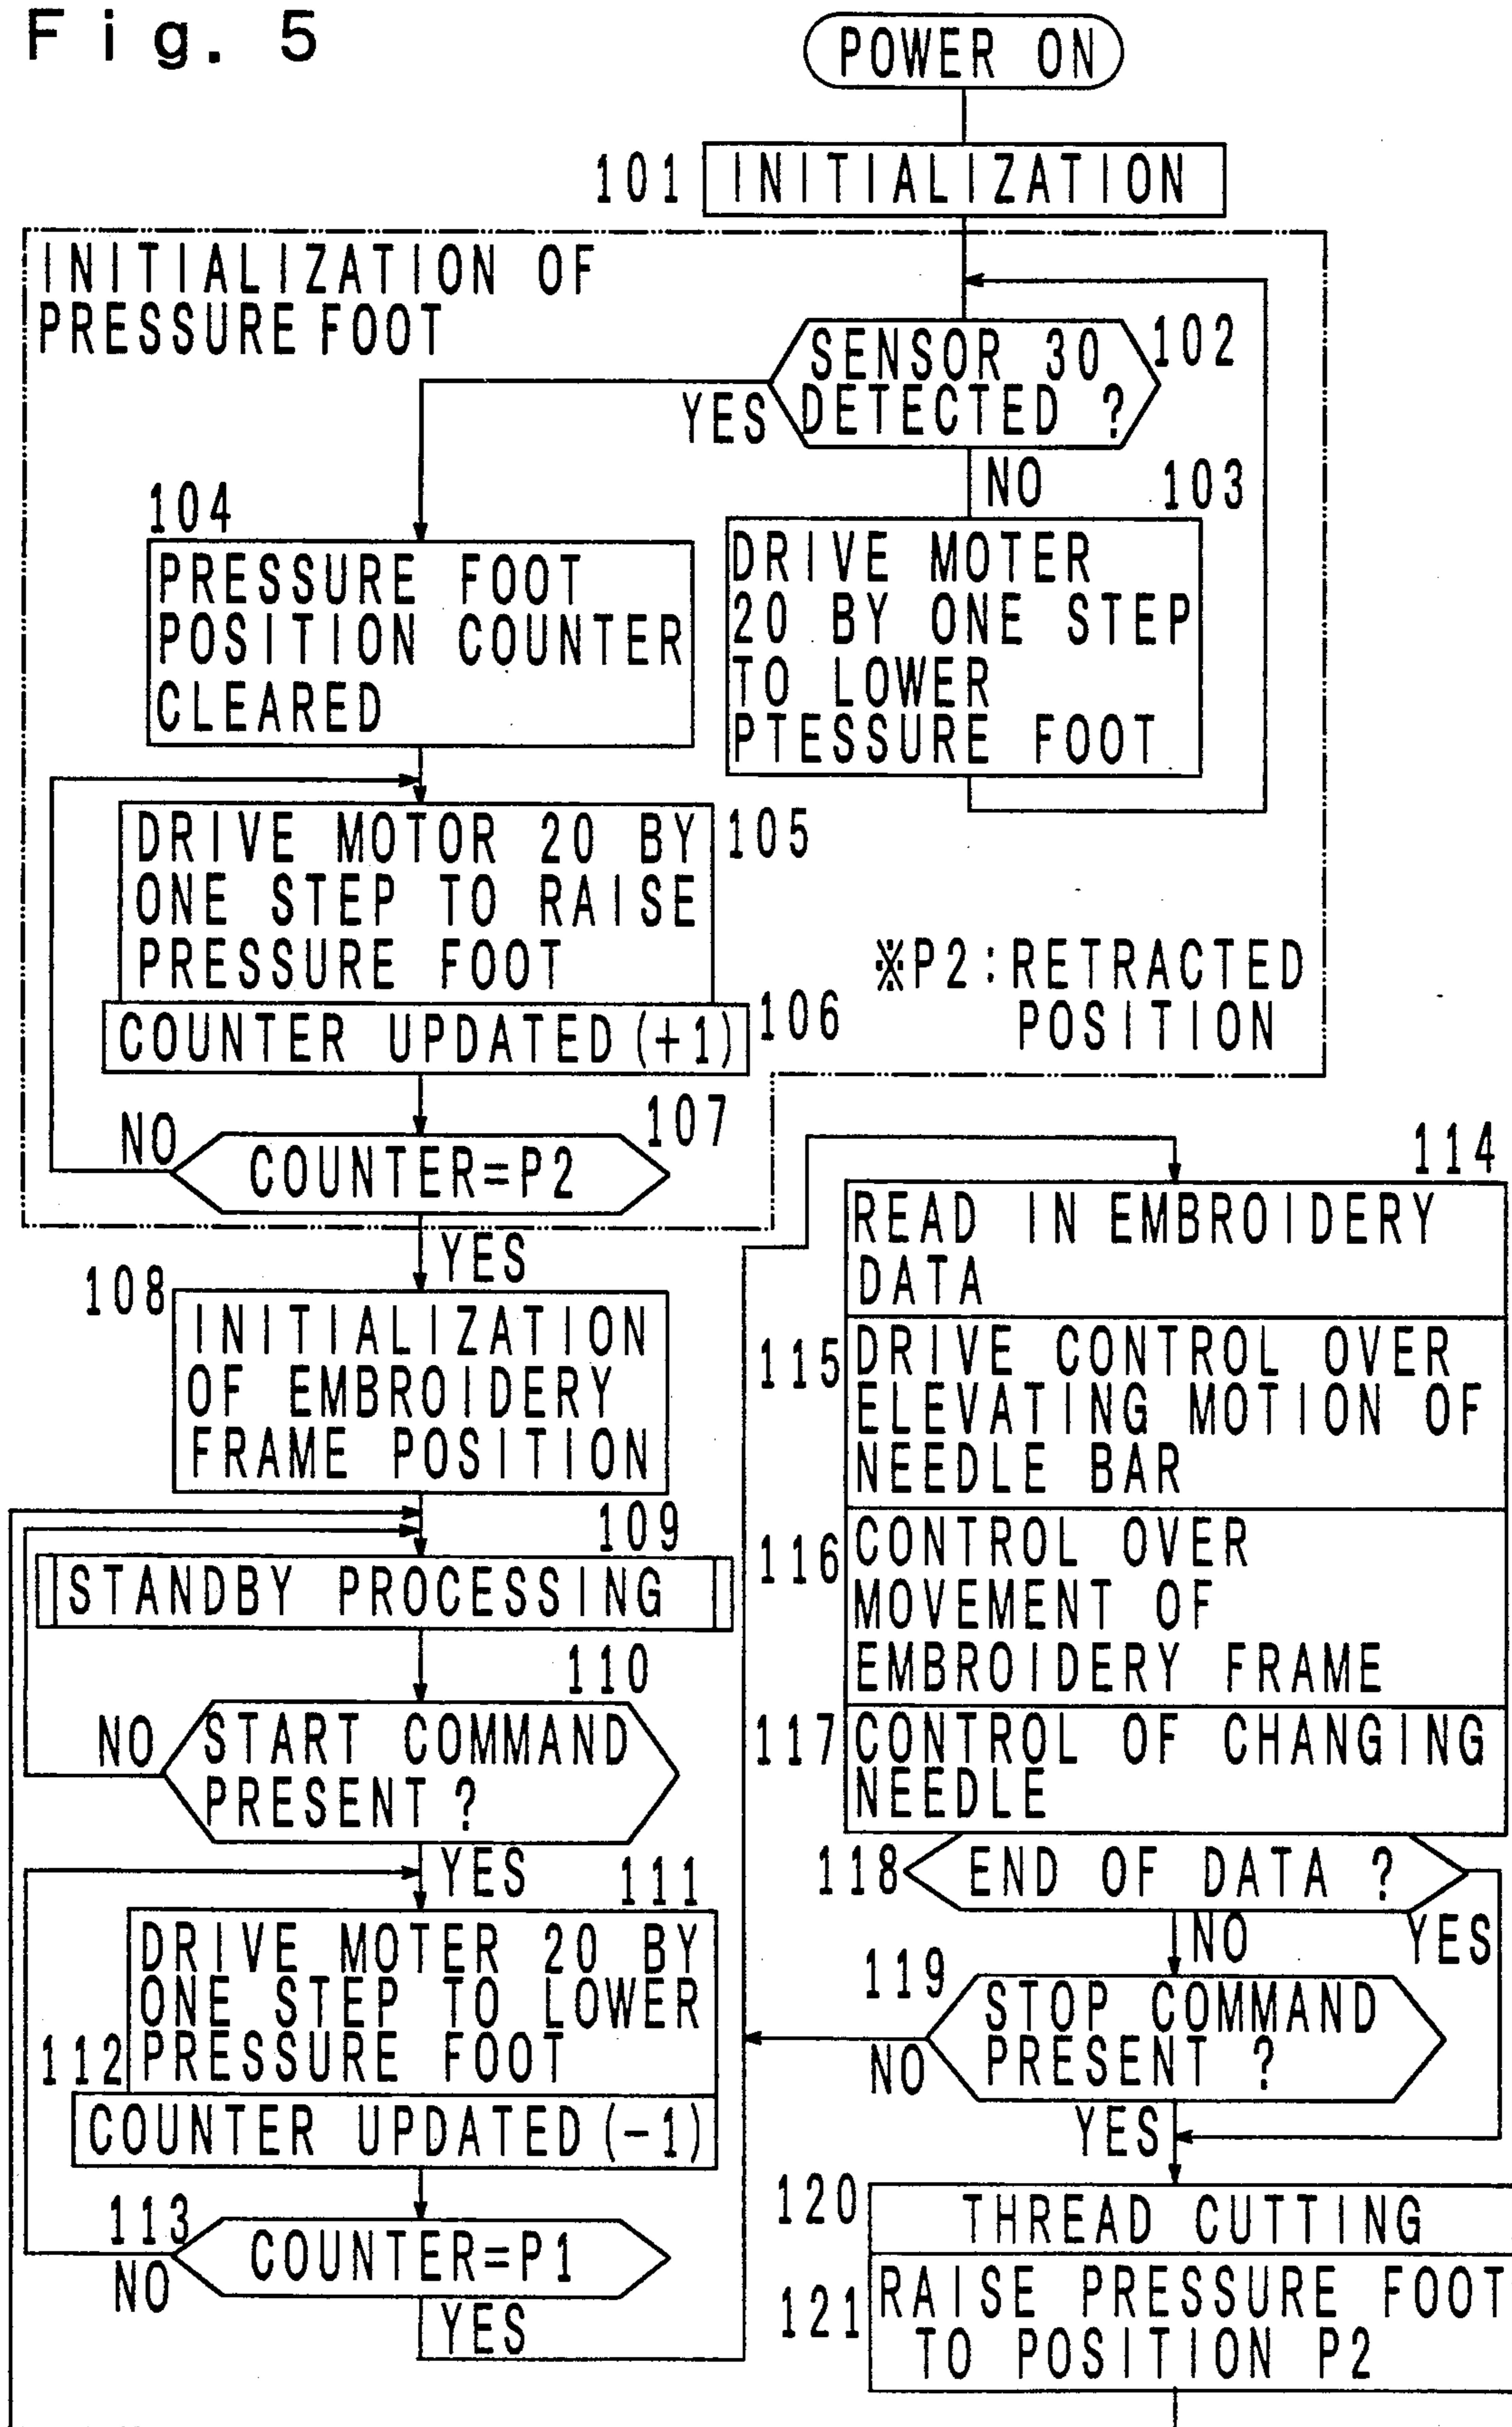 Fig. 5
POWER ON
101
INITIALIZATION
INITIALIZATION OF
PRESSURE FOOT
SENSOR 30
DETECTED ?
102
YES
NO
103
DRIVE MOTER
20 BY ONE STEP
TO LOWER
PTESSURE FOOT
104
PRESSURE FOOT
POSITION COUNTER
CLEARED
DRIVE MOTOR 20 BY
ONE STEP TO RAISE
PRESSURE FOOT
105
COUNTER UPDATED (+1)
106
※P2:RETRACTED
POSITION
107
NO
COUNTER=P2
YES
108
INITIALIZATION
OF EMBROIDERY
FRAME POSITION
109
STANDBY PROCESSING
110
NO
START COMMAND
PRESENT ?
YES
111
DRIVE MOTER 20 BY
ONE STEP TO LOWER
PRESSURE FOOT
112
COUNTER UPDATED (-1)
113
NO
COUNTER=P1
YES
114
READ IN EMBROIDERY
DATA
115
DRIVE CONTROL OVER
ELEVATING MOTION OF
NEEDLE BAR
116
CONTROL OVER
MOVEMENT OF
EMBROIDERY FRAME
117
CONTROL OF CHANGING
NEEDLE
118
END OF DATA ?
NO
YES
119
STOP COMMAND
PRESENT ?
NO
YES
120
THREAD CUTTING
121
RAISE PRESSURE FOOT
TO POSITION P2